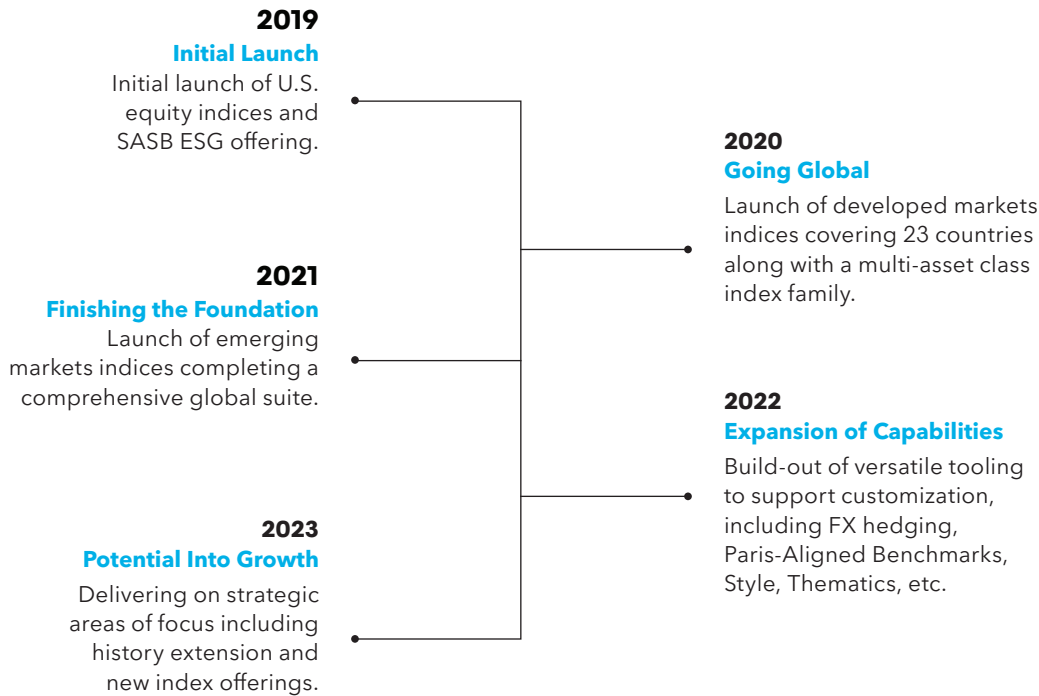 2019
Initial Launch
Initial launch of U.S.
equity indices and
SASB ESG offering.
2020
Going Global
Launch of developed markets
indices covering 23 countries
along with a multi-asset class
index family.
2021
Finishing the Foundation
Launch of emerging
markets indices completing a
comprehensive global suite.
2022
Expansion of Capabilities
Build-out of versatile tooling
to support customization,
including FX hedging,
Paris-Aligned Benchmarks,
Style, Thematics, etc.
2023
Potential Into Growth
Delivering on strategic
areas of focus including
history extension and
new index offerings.